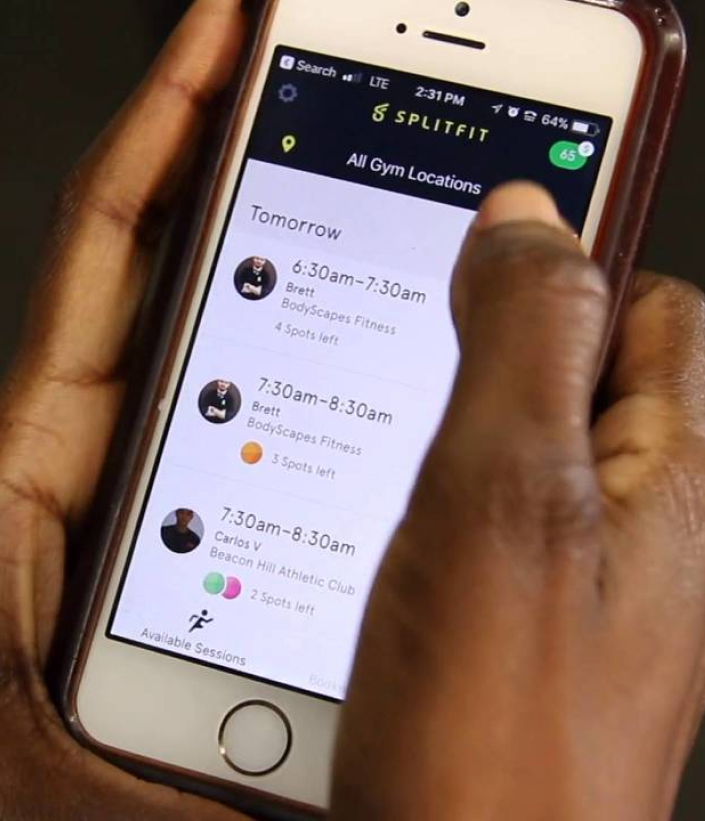 Search LTE 2:31 PM 64%
SPLITFIT
65
S
All Gym Locations
Tomorrow
6:30am-7:30am
Brett
BodyScapes Fitness
4 Spots left
7:30am-8:30am
Brett
BodyScapes Fitness
3 Spots left
7:30am-8:30am
Carlos V
Beacon Hill Athletic Club
2 Spots left
Available Sessions